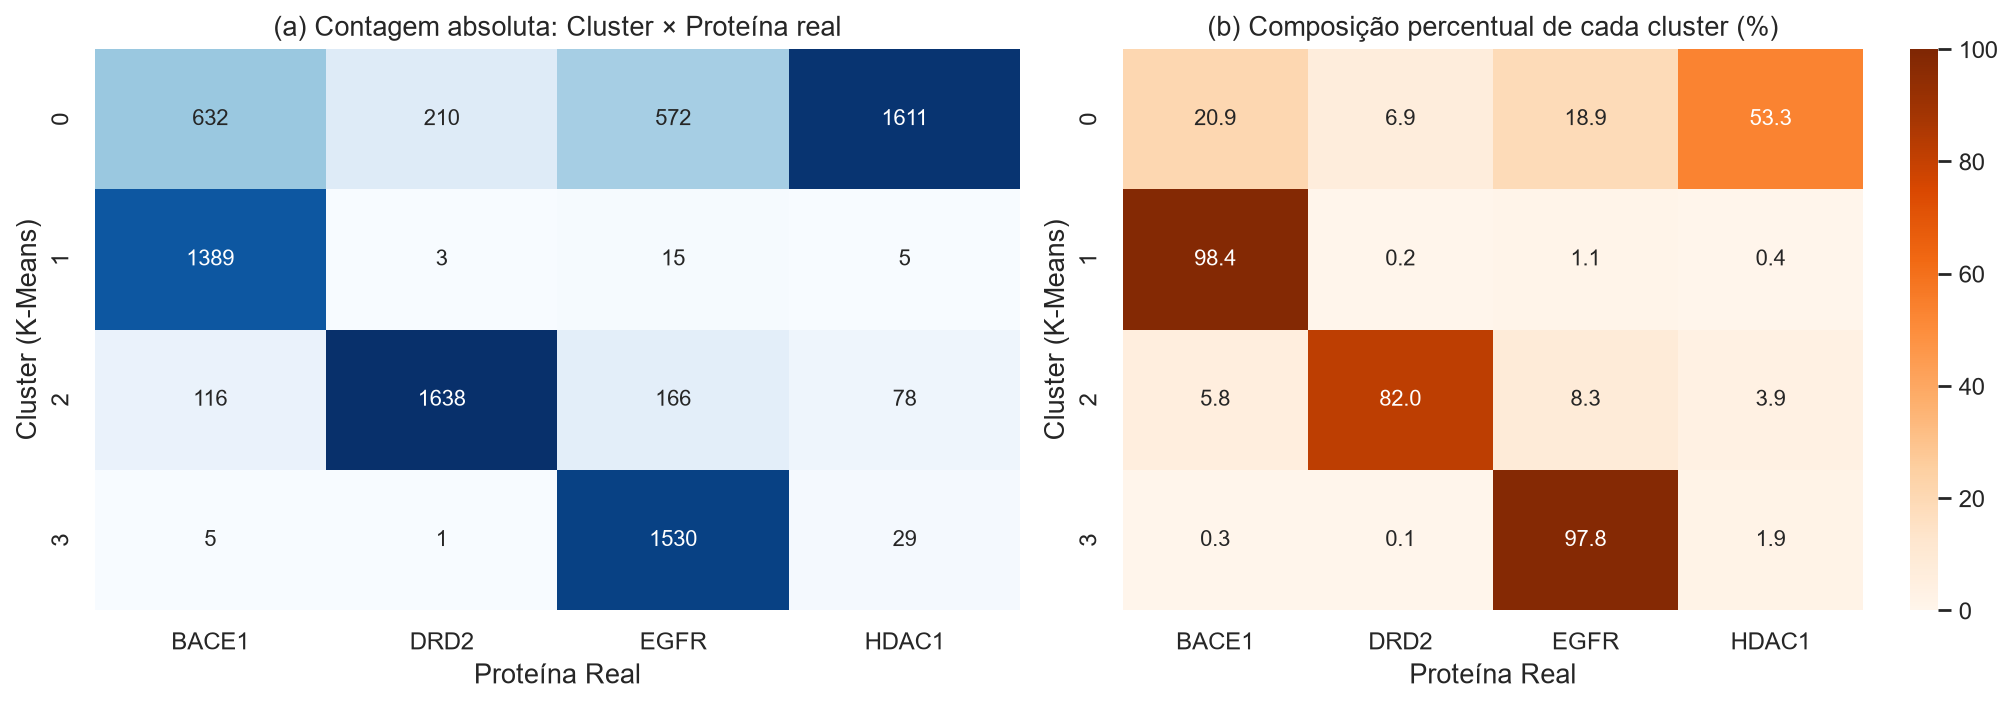 (a) Contagem absoluta: Cluster × Proteína real
Cluster (K-Means)
0 632 210 572 1611
1 1389 3 15 5
2 116 1638 166 78
3 5 1 1530 29
BACE1 DRD2 EGFR HDAC1
Proteína Real
(b) Composição percentual de cada cluster (%)
Cluster (K-Means)
0 20.9 6.9 18.9 53.3
1 98.4 0.2 1.1 0.4
2 5.8 82.0 8.3 3.9
3 0.3 0.1 97.8 1.9
BACE1 DRD2 EGFR HDAC1
Proteína Real
100
80
60
40
20
0